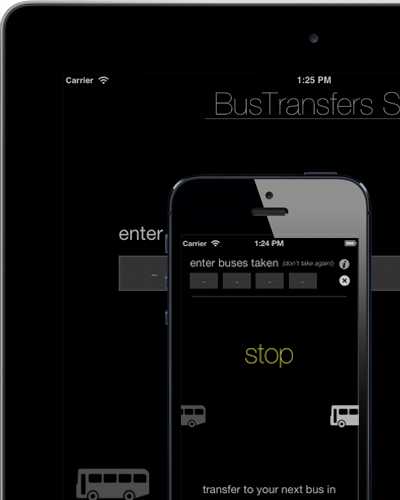 Carrier 1:25 PM
BusTransfers S
enter
-
Carrier 1:24 PM
enter buses taken (don't take again!) i
- - - -
stop
transfer to your next bus in